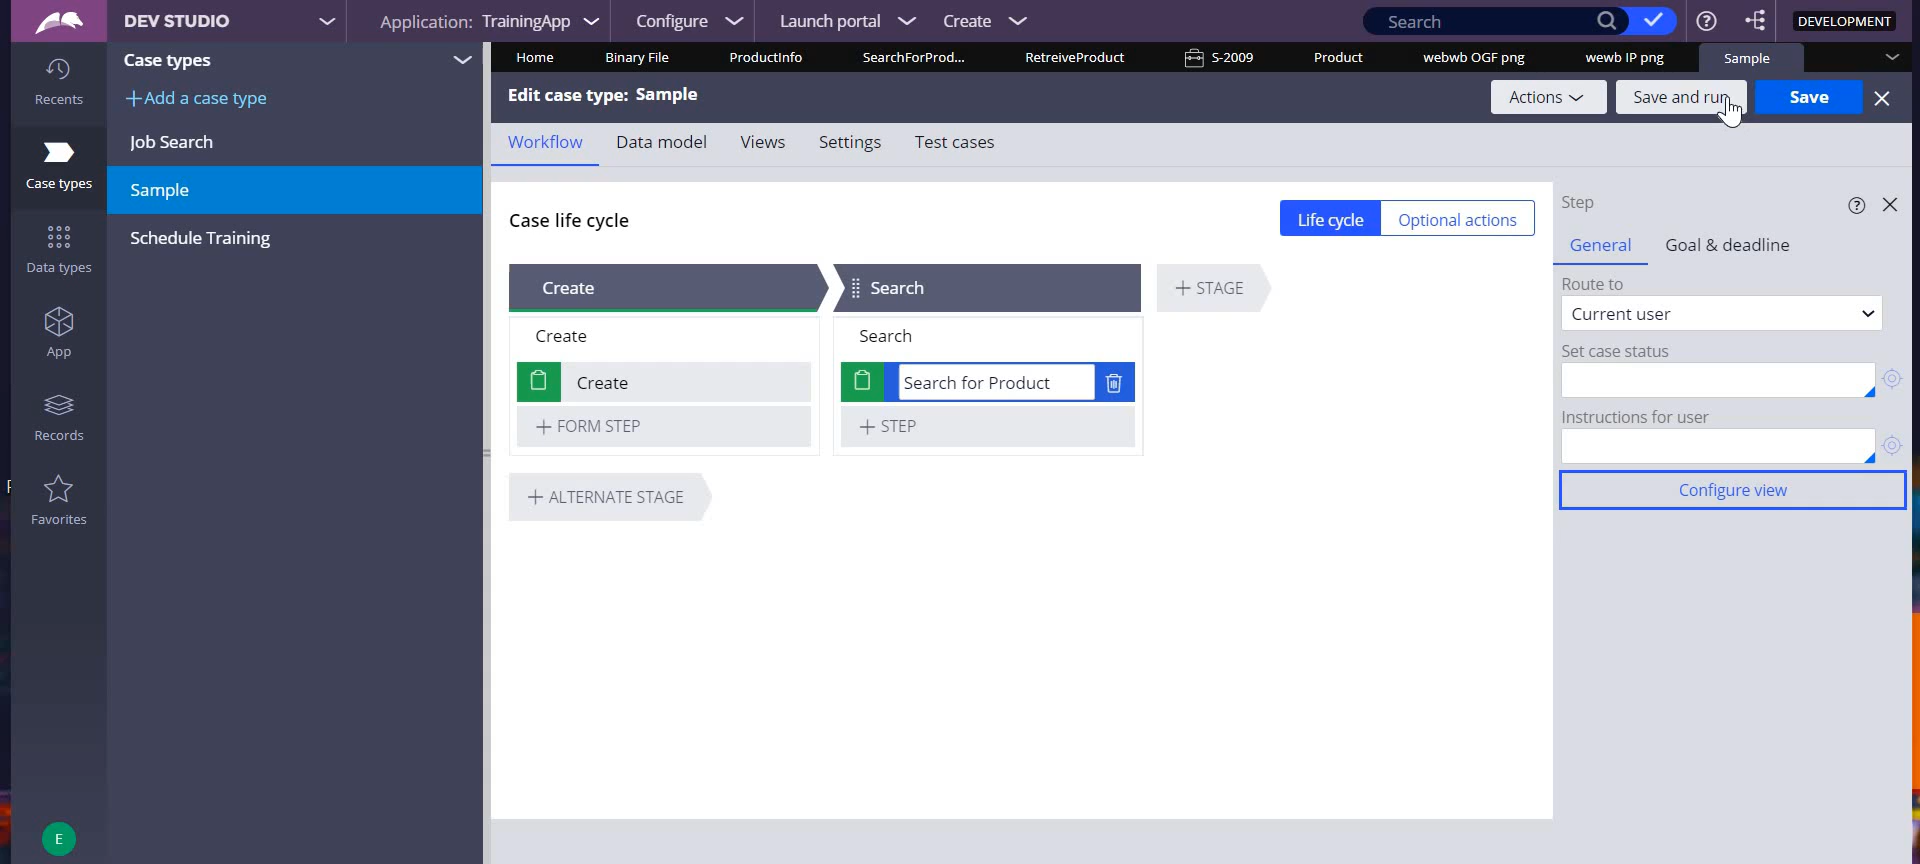 DEV STUDIO
Application: TrainingApp
Configure
Launch portal
Create
Search
DEVELOPMENT
Recents
Case types
Data types
App
Records
Favorites
E
Case types
+Add a case type
Job Search
Sample
Schedule Training
Home
Binary File
ProductInfo
SearchForProd...
RetreiveProduct
S-2009
Product
webwb OGF png
wewb IP png
Sample
Edit case type: Sample
Actions
Save and run
Save
Workflow
Data model
Views
Settings
Test cases
Case life cycle
Life cycle
Optional actions
Create
Search
+ STAGE
Create
Search
Create
Search for Product
+ FORM STEP
+ STEP
+ ALTERNATE STAGE
Step
General
Goal & deadline
Route to
Current user
Set case status
Instructions for user
Configure view